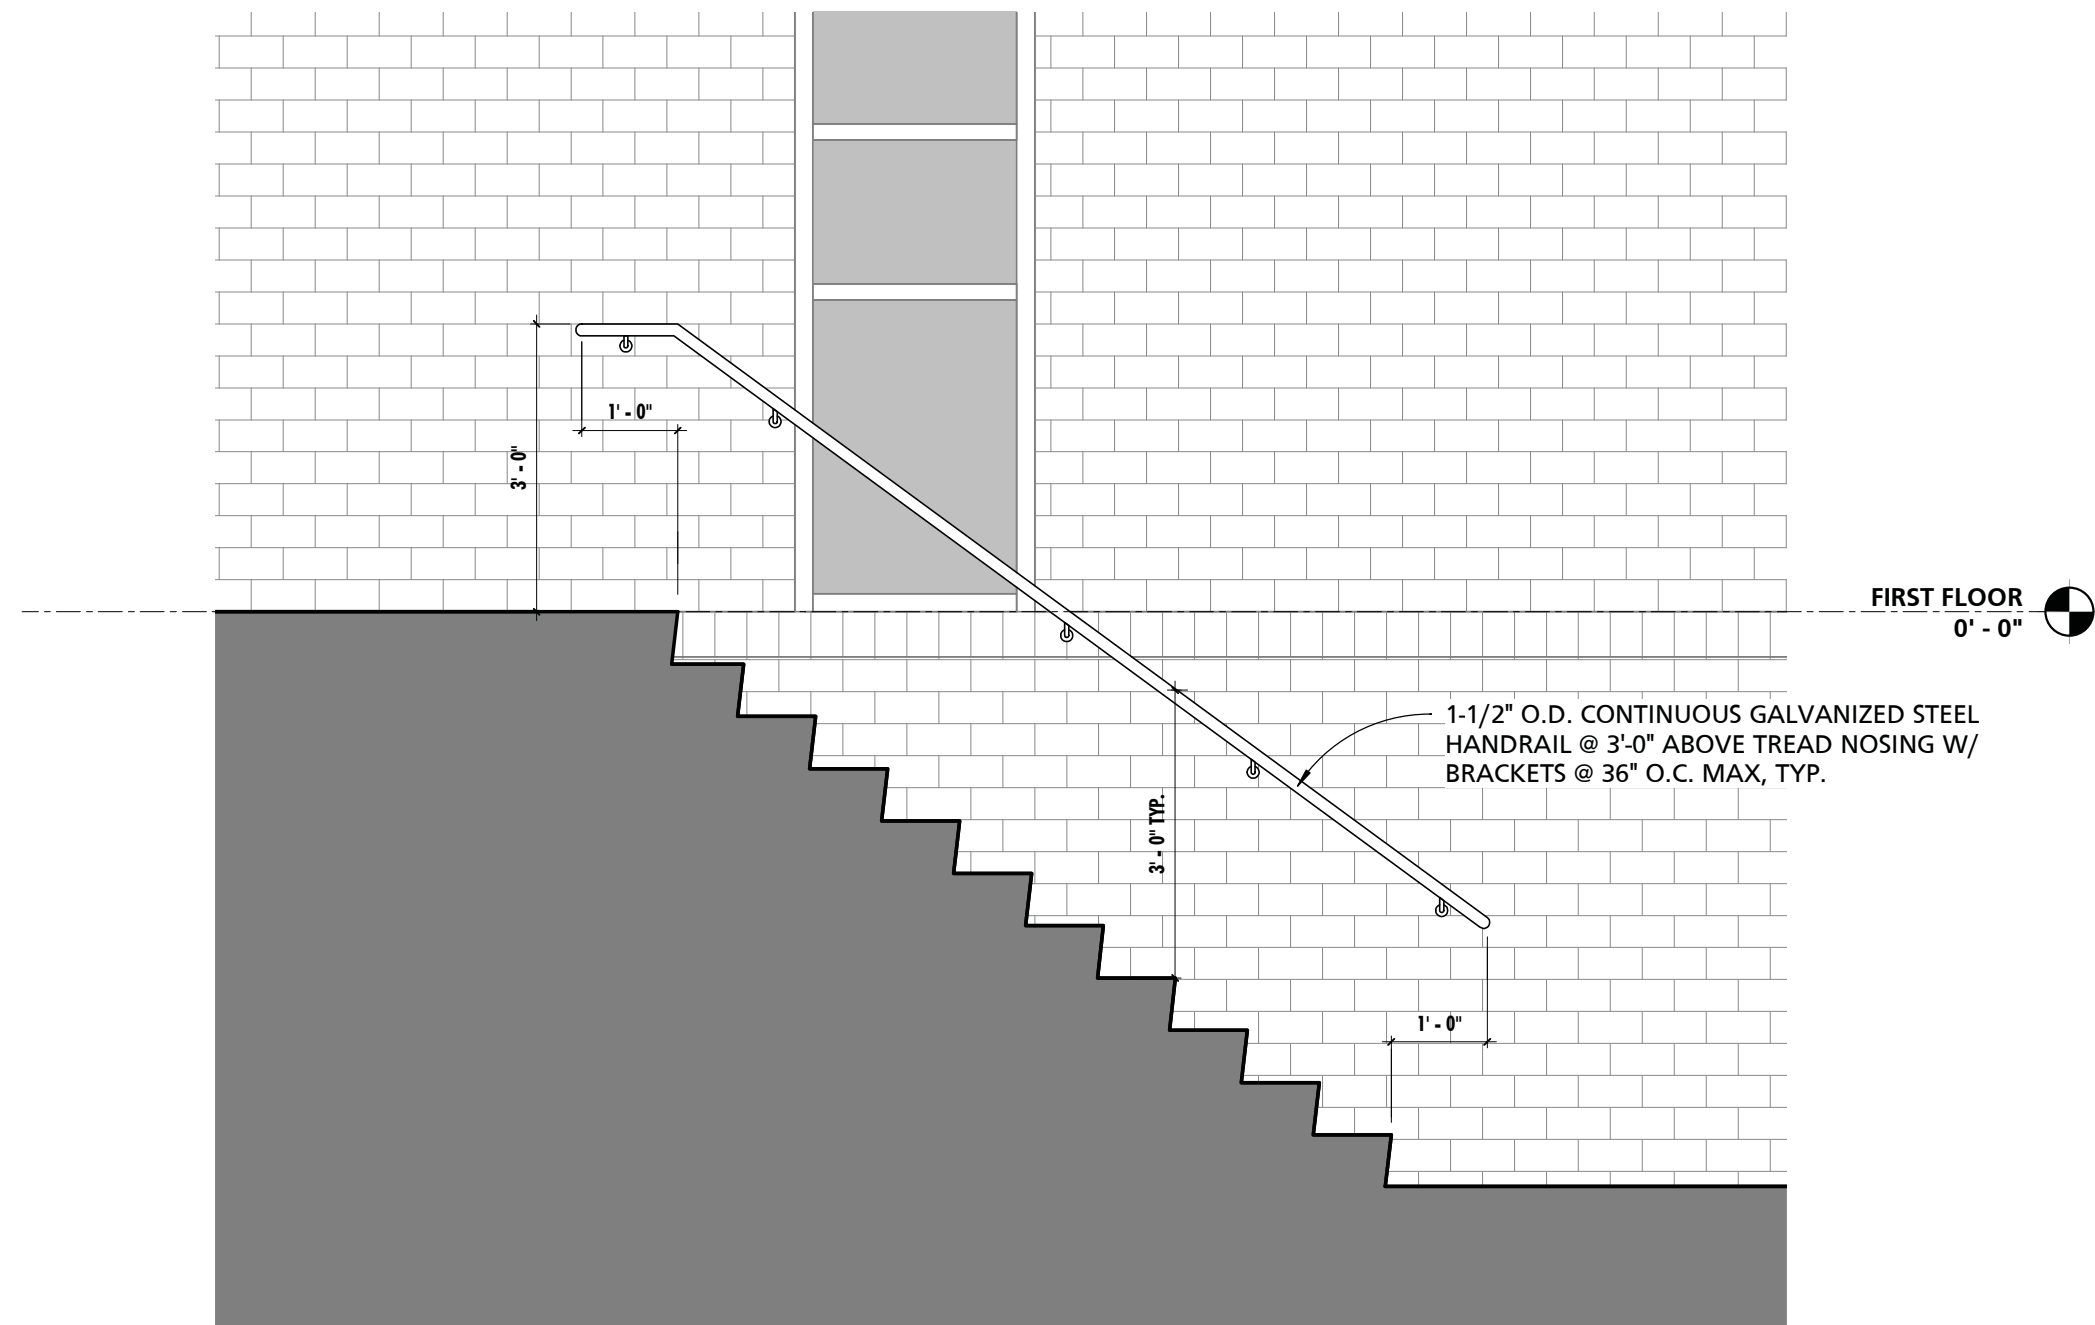 1' - 0"
3' - 0"
FIRST FLOOR
0' - 0"
1-1/2" O.D. CONTINUOUS GALVANIZED STEEL
HANDRAIL @ 3'-0" ABOVE TREAD NOSING W/
BRACKETS @ 36" O.C. MAX, TYP.
3' - 0" TYP.
1' - 0"